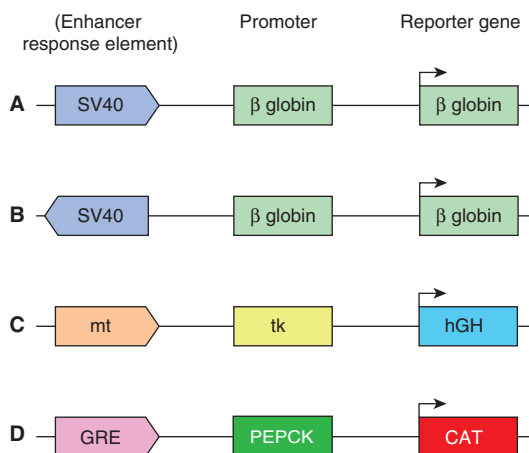 (Enhancer response element) Promoter Reporter gene
A SV40 β globin β globin
B SV40 β globin β globin
C mt tk hGH
D GRE PEPCK CAT